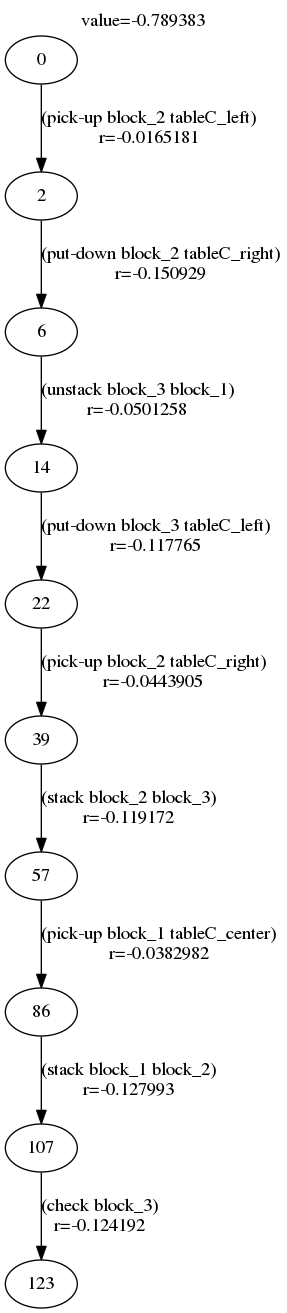 value=-0.789383
0
(pick-up block_2 tableC_left)
r=-0.0165181
2
(put-down block_2 tableC_right)
r=-0.150929
6
(unstack block_3 block_1)
r=-0.0501258
14
(put-down block_3 tableC_left)
r=-0.117765
22
(pick-up block_2 tableC_right)
r=-0.0443905
39
(stack block_2 block_3)
r=-0.119172
57
(pick-up block_1 tableC_center)
r=-0.0382982
86
(stack block_1 block_2)
r=-0.127993
107
(check block_3)
r=-0.124192
123